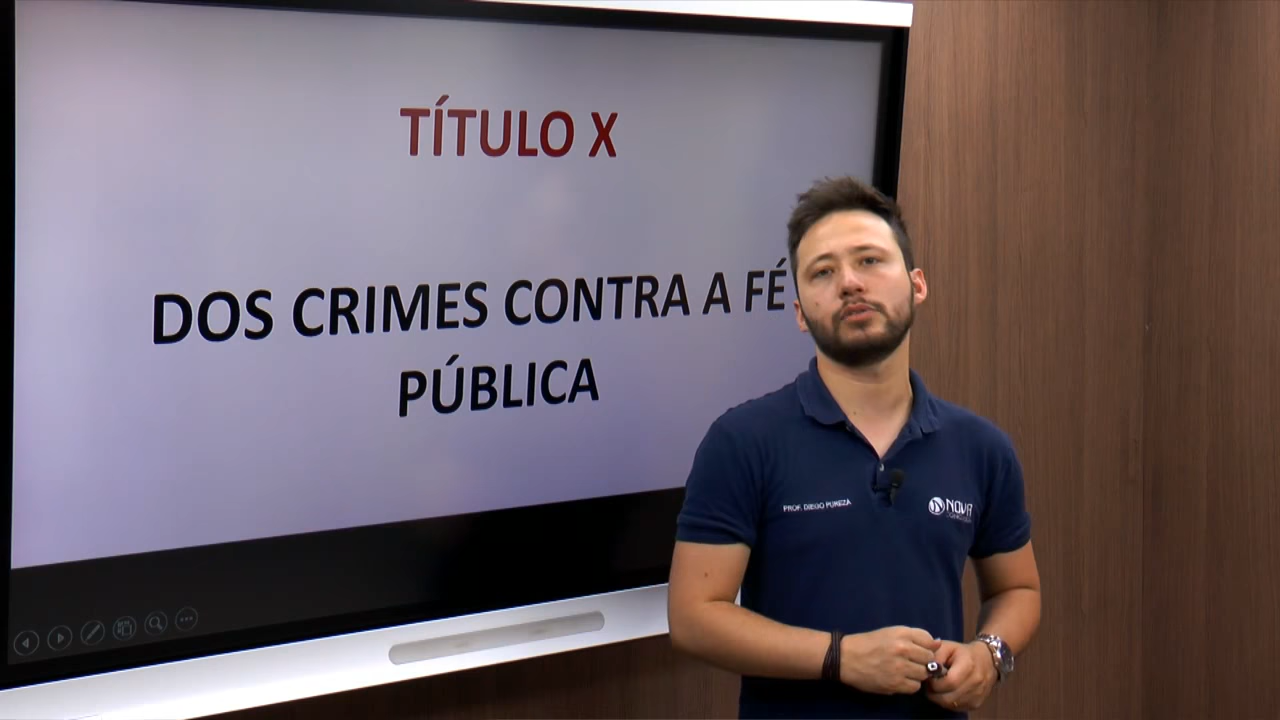 TÍTULO X
DOS CRIMES CONTRA A FÉ
PÚBLICA
PROF. DIEGO PUREZA
NOVA